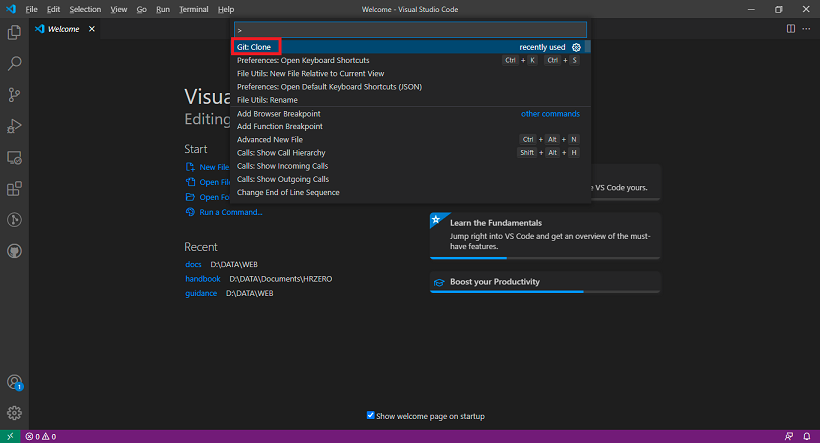 File Edit Selection View Go Run Terminal Help
Welcome - Visual Studio Code
Welcome
>
Git: Clone recently used
Preferences: Open Keyboard Shortcuts Ctrl + K Ctrl + S
File Utils: New File Relative to Current View
Preferences: Open Default Keyboard Shortcuts (JSON)
File Utils: Rename
Add Browser Breakpoint other commands
Add Function Breakpoint
Advanced New File Ctrl + Alt + N
Calls: Show Call Hierarchy Shift + Alt + H
Calls: Show Incoming Calls
Calls: Show Outgoing Calls
Change End of Line Sequence
Visual
Editing
Start
New File
Open File
Open Fo
Run a Command...
Recent
docs D:\DATA\WEB
handbook D:\DATA\Documents\HRZERO
guidance D:\DATA\WEB
VS Code yours.
Learn the Fundamentals
Jump right into VS Code and get an overview of the must-
have features.
Boost your Productivity
Show welcome page on startup
1
0 0